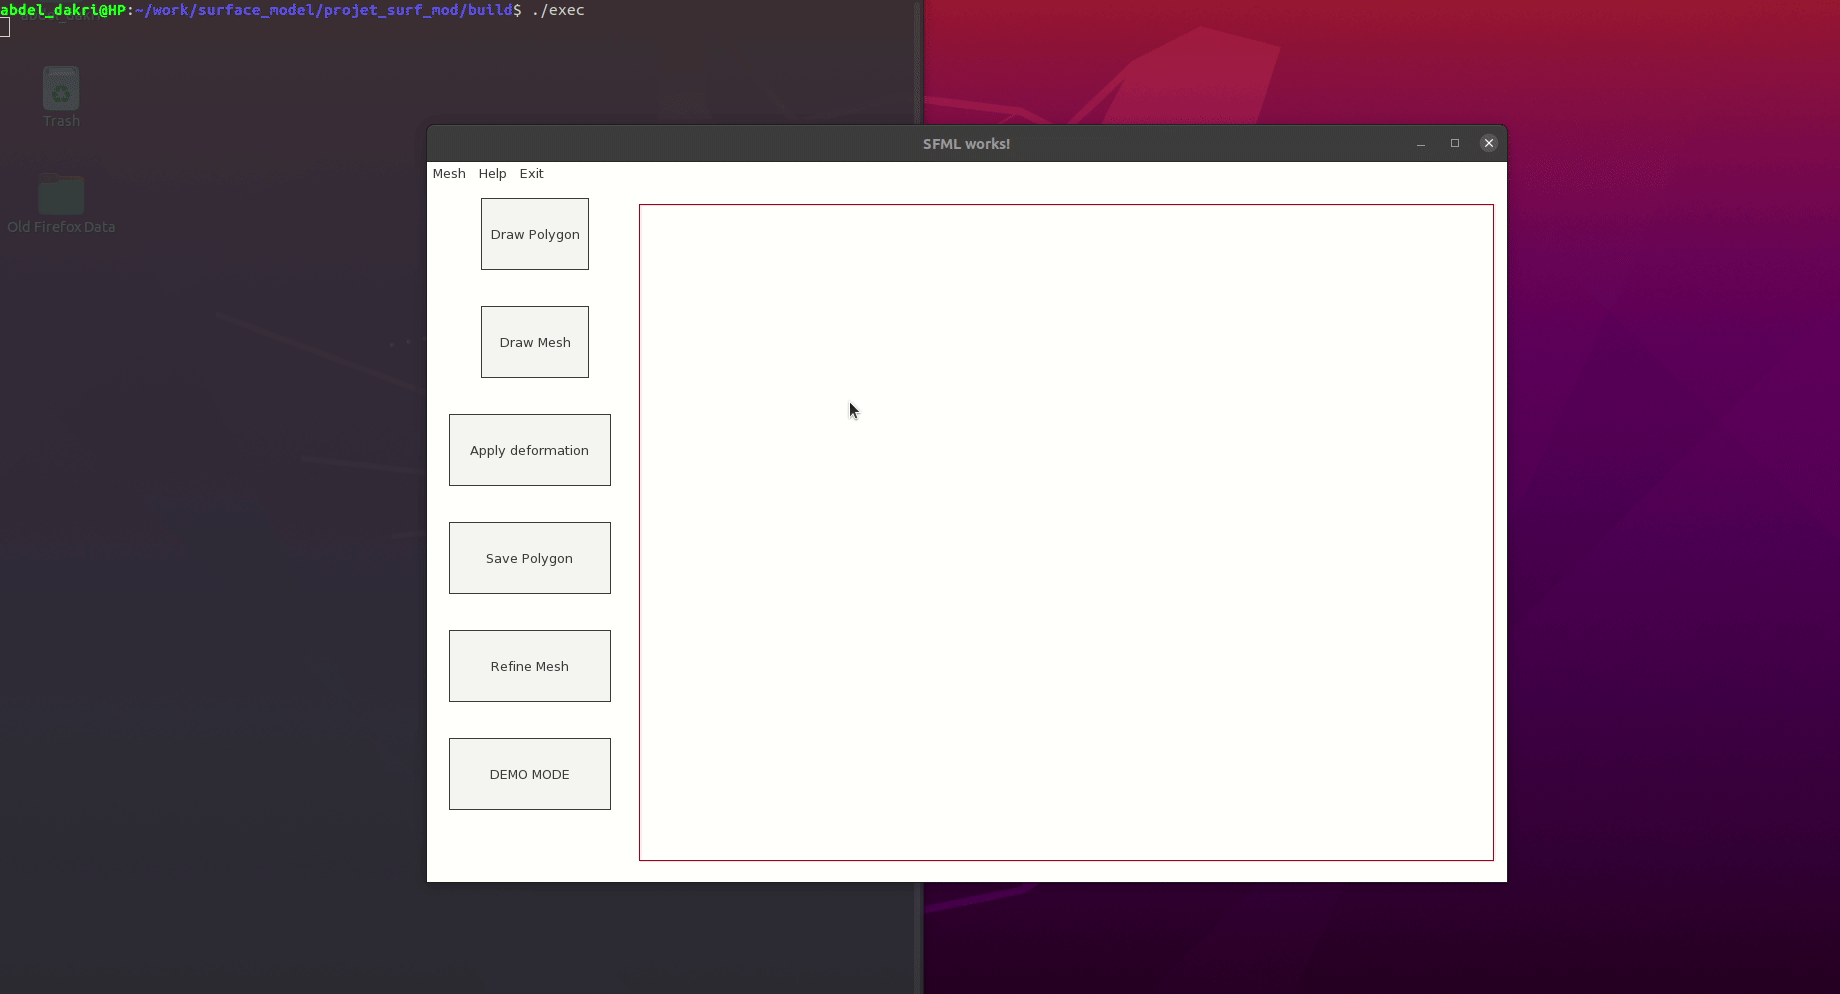 abdel_dakri@HP:~/work/surface_model/projet_surf_mod/build$ ./exec
Trash
Old Firefox Data
SFML works!
Mesh Help Exit
Draw Polygon
Draw Mesh
Apply deformation
Save Polygon
Refine Mesh
DEMO MODE